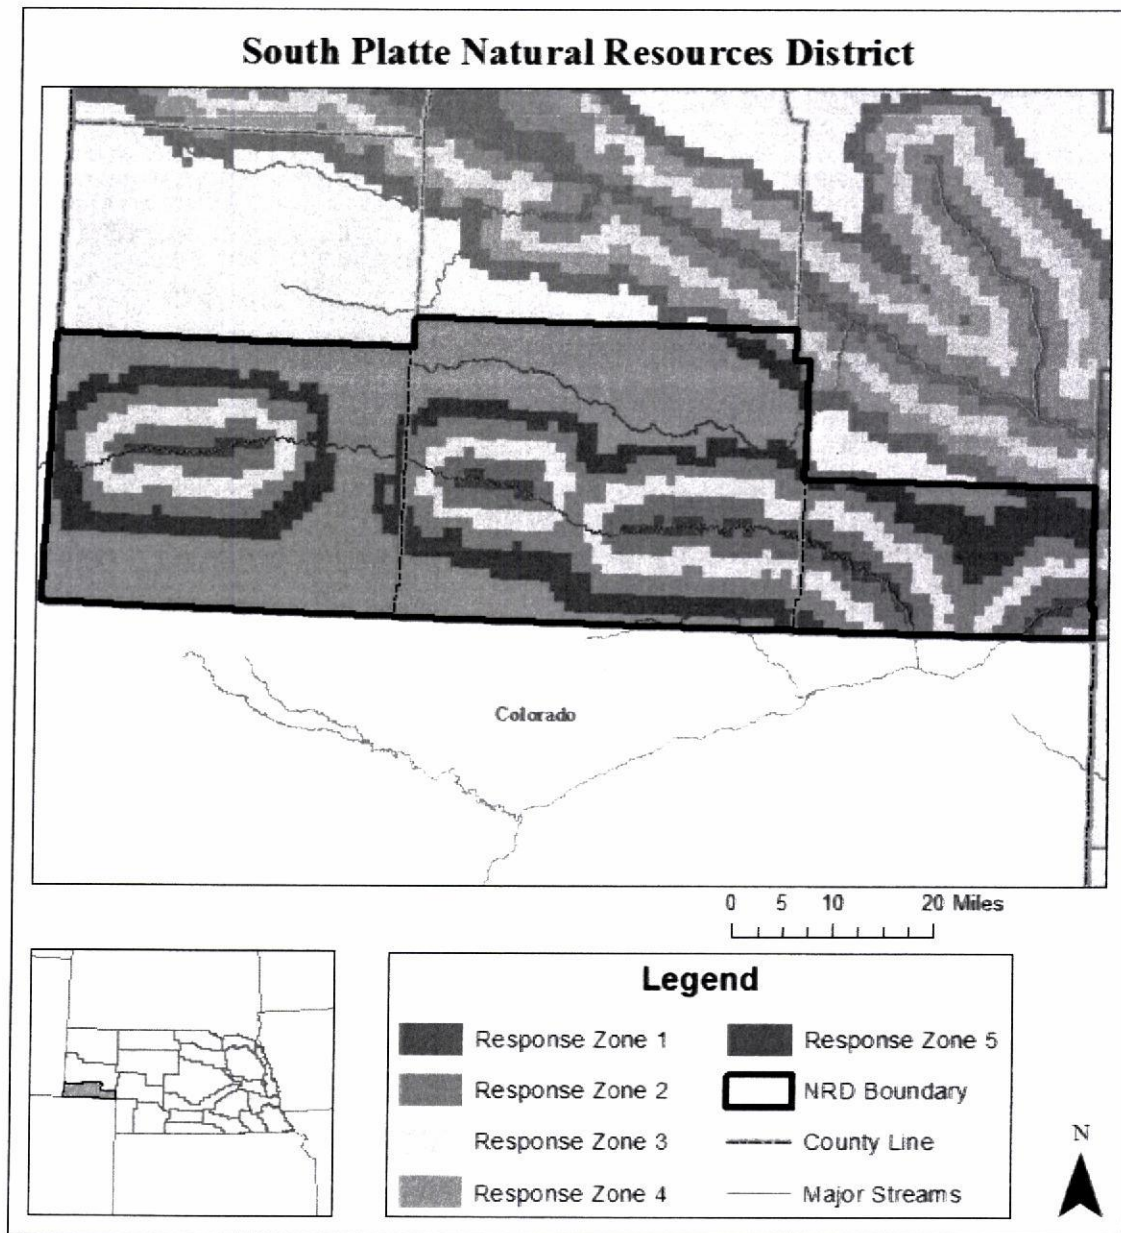 South Platte Natural Resources District
Colorado
0 5 10 20 Miles
Legend
Response Zone 1
Response Zone 2
Response Zone 3
Response Zone 4
Response Zone 5
NRD Boundary
County Line
Major Streams
N